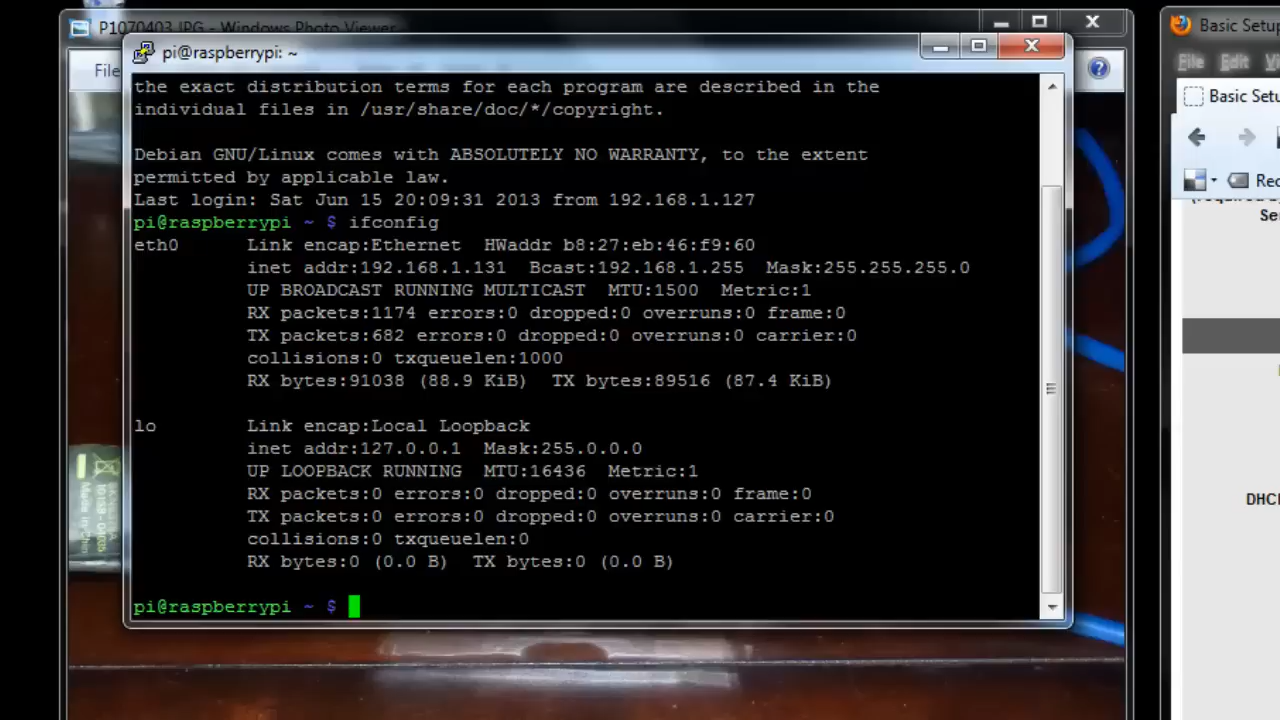 P1070403.JPG - Windows Photo Viewer
pi@raspberrypi: ~
File
the exact distribution terms for each program are described in the
individual files in /usr/share/doc/*/copyright.
Debian GNU/Linux comes with ABSOLUTELY NO WARRANTY, to the extent
permitted by applicable law.
Last login: Sat Jun 15 20:09:31 2013 from 192.168.1.127
pi@raspberrypi ~ $ ifconfig
eth0 Link encap:Ethernet HWaddr b8:27:eb:46:f9:60
inet addr:192.168.1.131 Bcast:192.168.1.255 Mask:255.255.255.0
UP BROADCAST RUNNING MULTICAST MTU:1500 Metric:1
RX packets:1174 errors:0 dropped:0 overruns:0 frame:0
TX packets:682 errors:0 dropped:0 overruns:0 carrier:0
collisions:0 txqueuelen:1000
RX bytes:91038 (88.9 KiB) TX bytes:89516 (87.4 KiB)
lo Link encap:Local Loopback
inet addr:127.0.0.1 Mask:255.0.0.0
UP LOOPBACK RUNNING MTU:16436 Metric:1
RX packets:0 errors:0 dropped:0 overruns:0 frame:0
TX packets:0 errors:0 dropped:0 overruns:0 carrier:0
collisions:0 txqueuelen:0
RX bytes:0 (0.0 B) TX bytes:0 (0.0 B)
pi@raspberrypi ~ $
Basic Setup
File Edit Vi
Basic Setu
Rec
Se
DHC